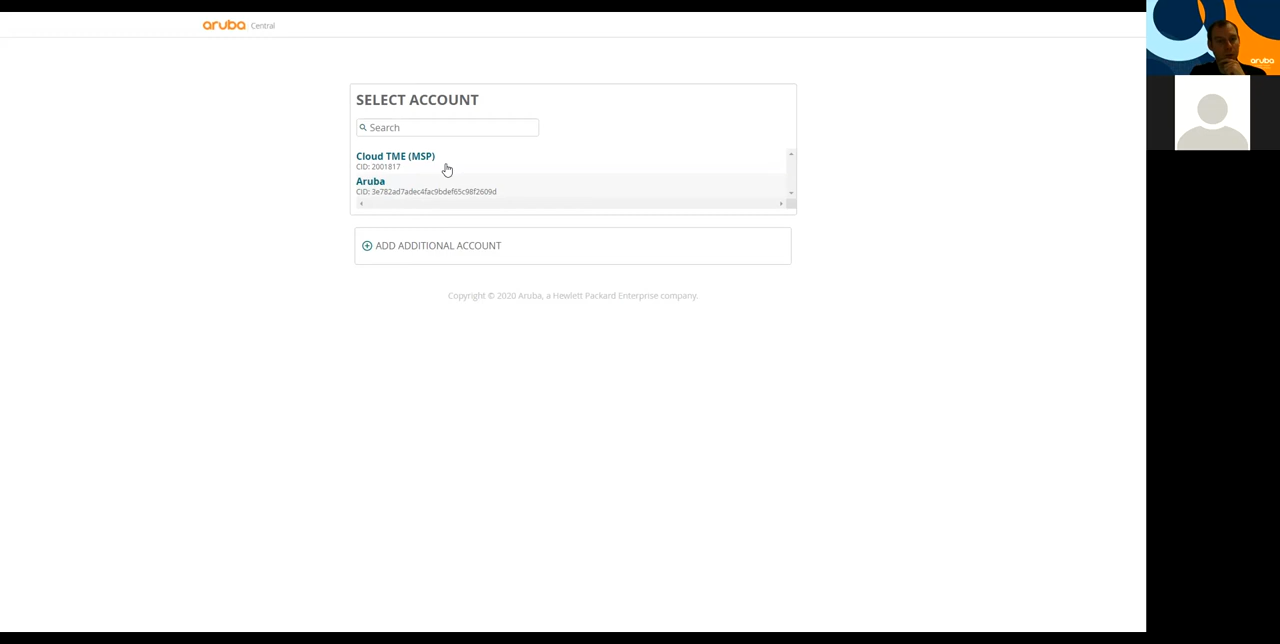 aruba Central
SELECT ACCOUNT
Search
Cloud TME (MSP)
CID: 2001817
Aruba
CID: 3e782ad7adec4fac9bdef65c98f2609d
ADD ADDITIONAL ACCOUNT
Copyright © 2020 Aruba, a Hewlett Packard Enterprise company.
aruba